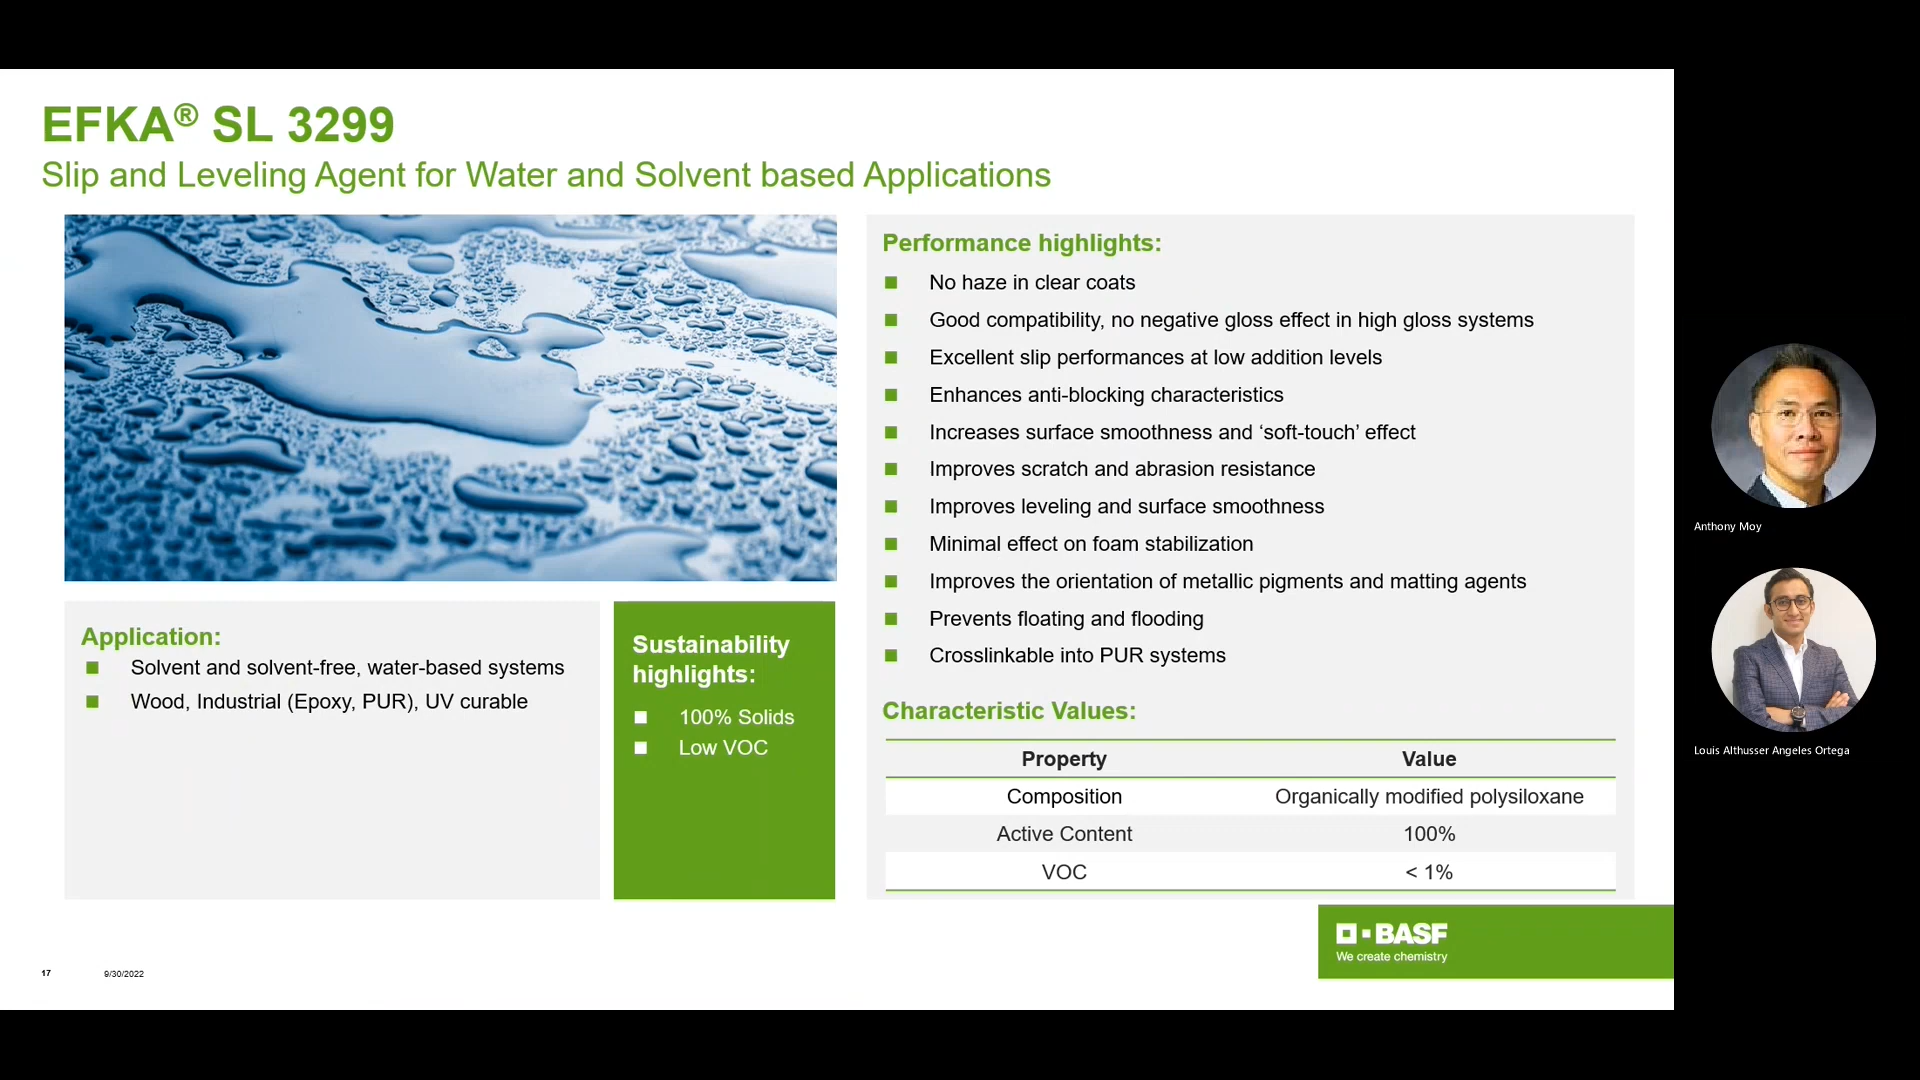 EFKA® SL 3299
Slip and Leveling Agent for Water and Solvent based Applications
Application:
Solvent and solvent-free, water-based systems
Wood, Industrial (Epoxy, PUR), UV curable
Sustainability
highlights:
100% Solids
Low VOC
Performance highlights:
No haze in clear coats
Good compatibility, no negative gloss effect in high gloss systems
Excellent slip performances at low addition levels
Enhances anti-blocking characteristics
Increases surface smoothness and ‘soft-touch’ effect
Improves scratch and abrasion resistance
Improves leveling and surface smoothness
Minimal effect on foam stabilization
Improves the orientation of metallic pigments and matting agents
Prevents floating and flooding
Crosslinkable into PUR systems
Characteristic Values:
Property Value
Composition Organically modified polysiloxane
Active Content 100%
VOC < 1%
BASF
We create chemistry
17 9/30/2022
Anthony Moy
Louis Althusser Angeles Ortega